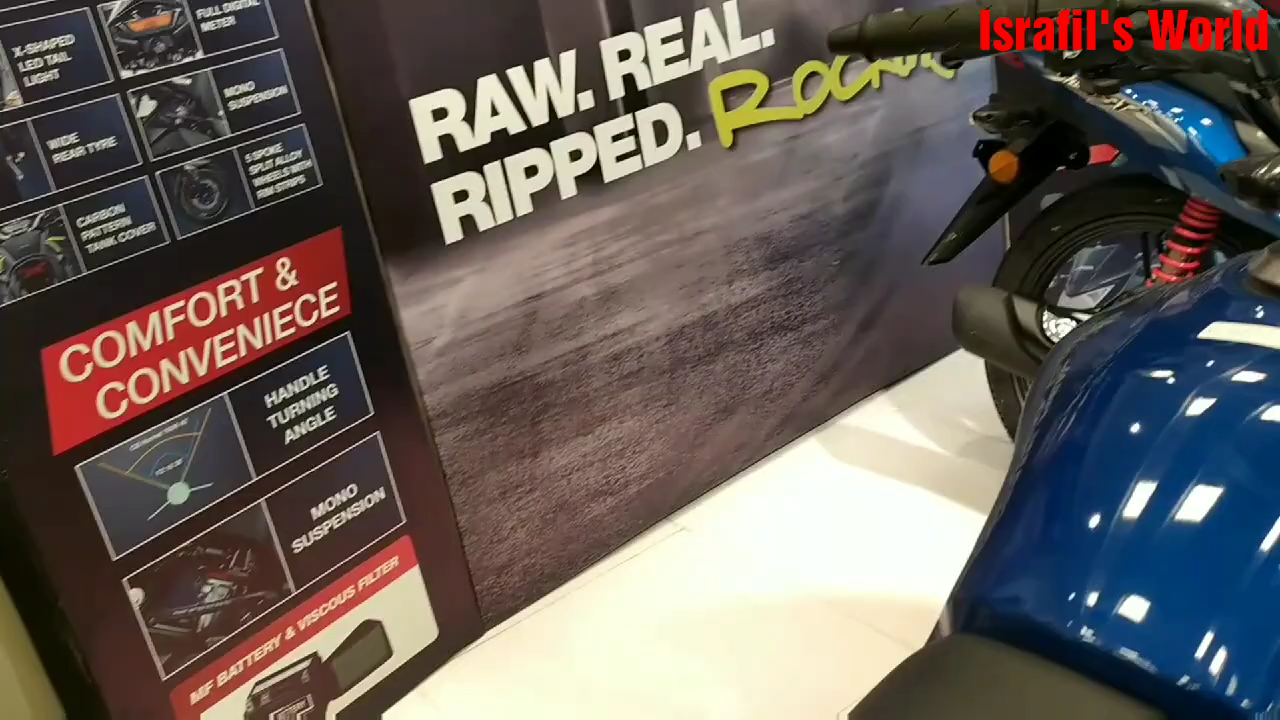 Israfil's World
X-SHAPED
LED TAIL
LIGHT
FULL DIGITAL
METER
WIDE
REAR TYRE
MONO
SUSPENSION
CARBON
PATTERN
TANK COVER
5 SPOKE
SPLIT ALLOY
WHEELS WITH
RIM STRIPS
COMFORT &
CONVENIECE
HANDLE
TURNING
ANGLE
MONO
SUSPENSION
MF BATTERY & VISCOUS FILTER
RAW. REAL.
RIPPED.